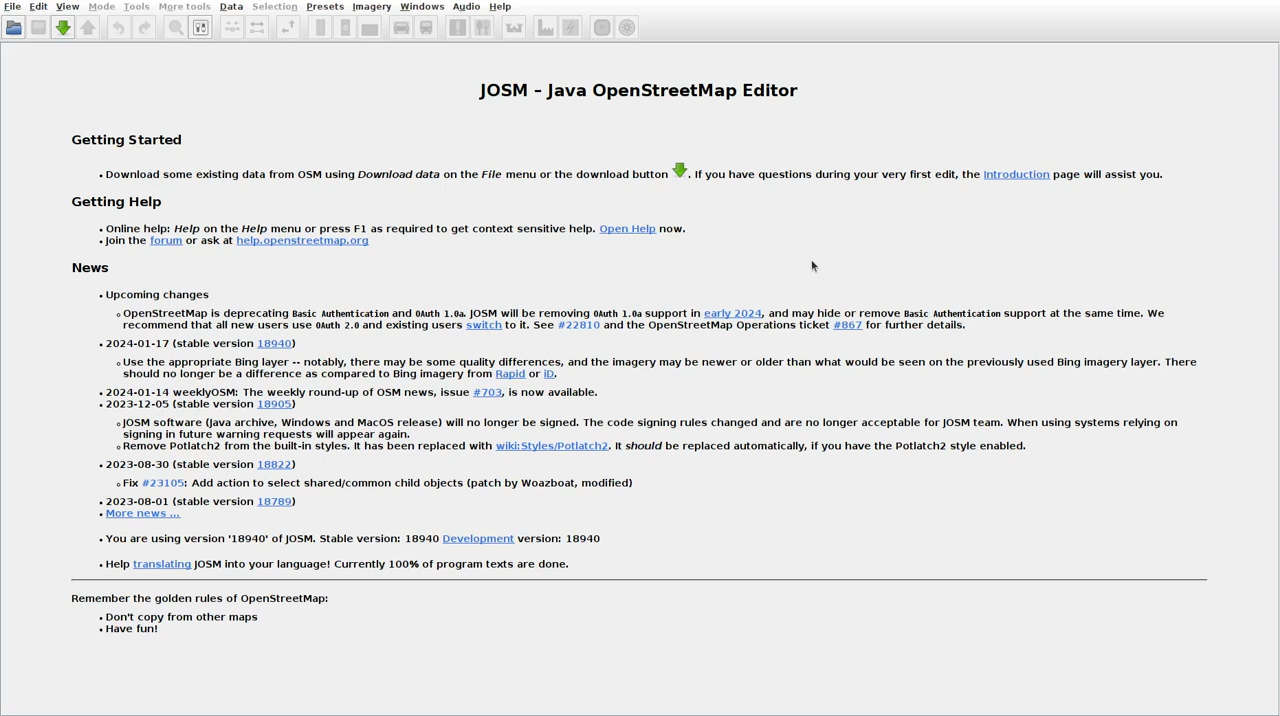 File Edit View Mode Tools More tools Data Selection Presets Imagery Windows Audio Help
JOSM – Java OpenStreetMap Editor
Getting Started
• Download some existing data from OSM using Download data on the File menu or the download button . If you have questions during your very first edit, the Introduction page will assist you.
Getting Help
• Online help: Help on the Help menu or press F1 as required to get context sensitive help. Open Help now.
• Join the forum or ask at help.openstreetmap.org
News
• Upcoming changes
◦ OpenStreetMap is deprecating Basic Authentication and OAuth 1.0a. JOSM will be removing OAuth 1.0a support in early 2024, and may hide or remove Basic Authentication support at the same time. We
recommend that all new users use OAuth 2.0 and existing users switch to it. See #22810 and the OpenStreetMap Operations ticket #867 for further details.
• 2024-01-17 (stable version 18940)
◦ Use the appropriate Bing layer -- notably, there may be some quality differences, and the imagery may be newer or older than what would be seen on the previously used Bing imagery layer. There
should no longer be a difference as compared to Bing imagery from Rapid or iD.
• 2024-01-14 weeklyOSM: The weekly round-up of OSM news, issue #703, is now available.
• 2023-12-05 (stable version 18905)
◦ JOSM software (Java archive, Windows and MacOS release) will no longer be signed. The code signing rules changed and are no longer acceptable for JOSM team. When using systems relying on
signing in future warning requests will appear again.
◦ Remove Potlatch2 from the built-in styles. It has been replaced with wiki:Styles/Potlatch2. It should be replaced automatically, if you have the Potlatch2 style enabled.
• 2023-08-30 (stable version 18822)
◦ Fix #23105: Add action to select shared/common child objects (patch by Woazboat, modified)
• 2023-08-01 (stable version 18789)
• More news ...
• You are using version '18940' of JOSM. Stable version: 18940 Development version: 18940
• Help translating JOSM into your language! Currently 100% of program texts are done.
Remember the golden rules of OpenStreetMap:
• Don't copy from other maps
• Have fun!